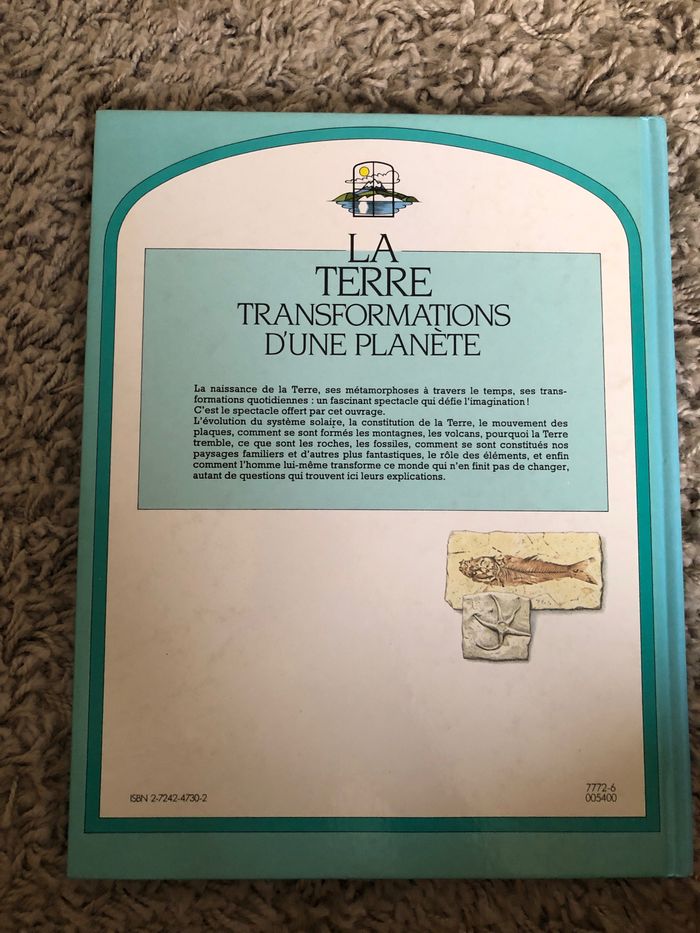 LA
TERRE
TRANSFORMATIONS
D'UNE PLANÈTE
La naissance de la Terre, ses métamorphoses à travers le temps, ses trans-
formations quotidiennes : un fascinant spectacle qui défie l'imagination !
C'est le spectacle offert par cet ouvrage.
L'évolution du système solaire, la constitution de la Terre, le mouvement des
plaques, comment se sont formés les montagnes, les volcans, pourquoi la Terre
tremble, ce que sont les roches, les fossiles, comment se sont constitués nos
paysages familiers et d'autres plus fantastiques, le rôle des éléments, et enfin
comment l'homme lui-même transforme ce monde qui n'en finit pas de changer,
autant de questions qui trouvent ici leurs explications.
ISBN 2-7242-4730-2
7772-6
005400